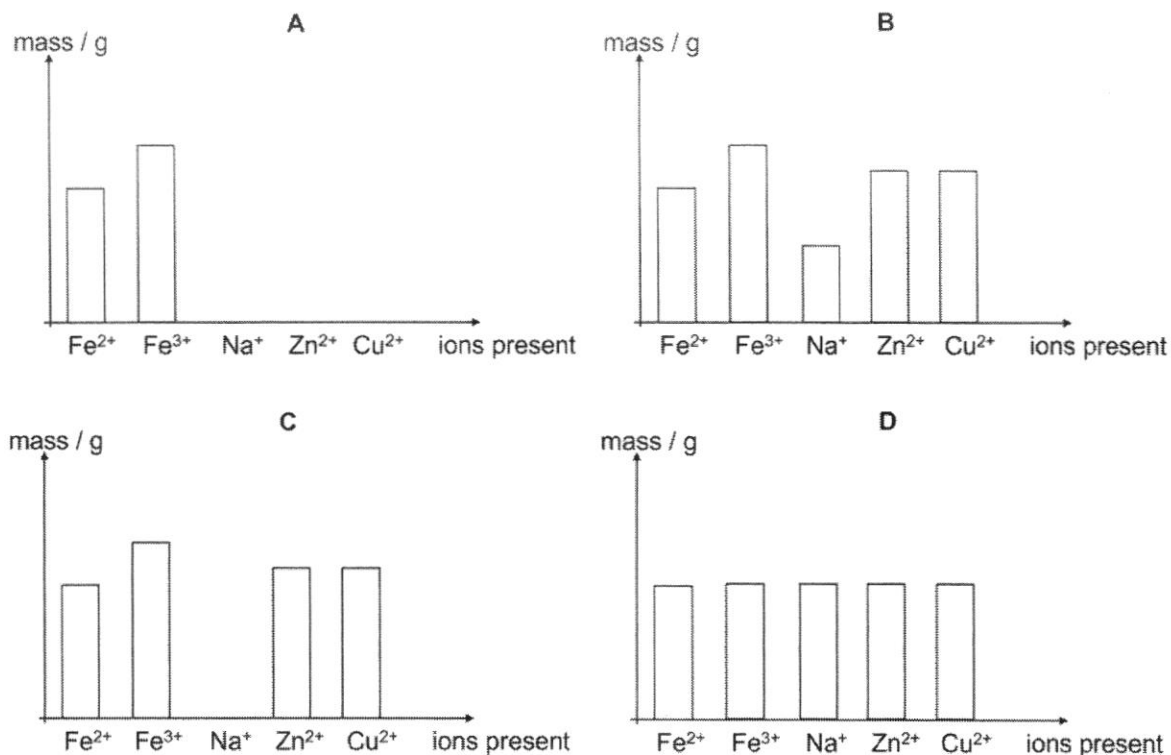 A
mass / g
Fe²⁺ Fe³⁺ Na⁺ Zn²⁺ Cu²⁺ ions present
B
mass / g
Fe²⁺ Fe³⁺ Na⁺ Zn²⁺ Cu²⁺ ions present
C
mass / g
Fe²⁺ Fe³⁺ Na⁺ Zn²⁺ Cu²⁺ ions present
D
mass / g
Fe²⁺ Fe³⁺ Na⁺ Zn²⁺ Cu²⁺ ions present